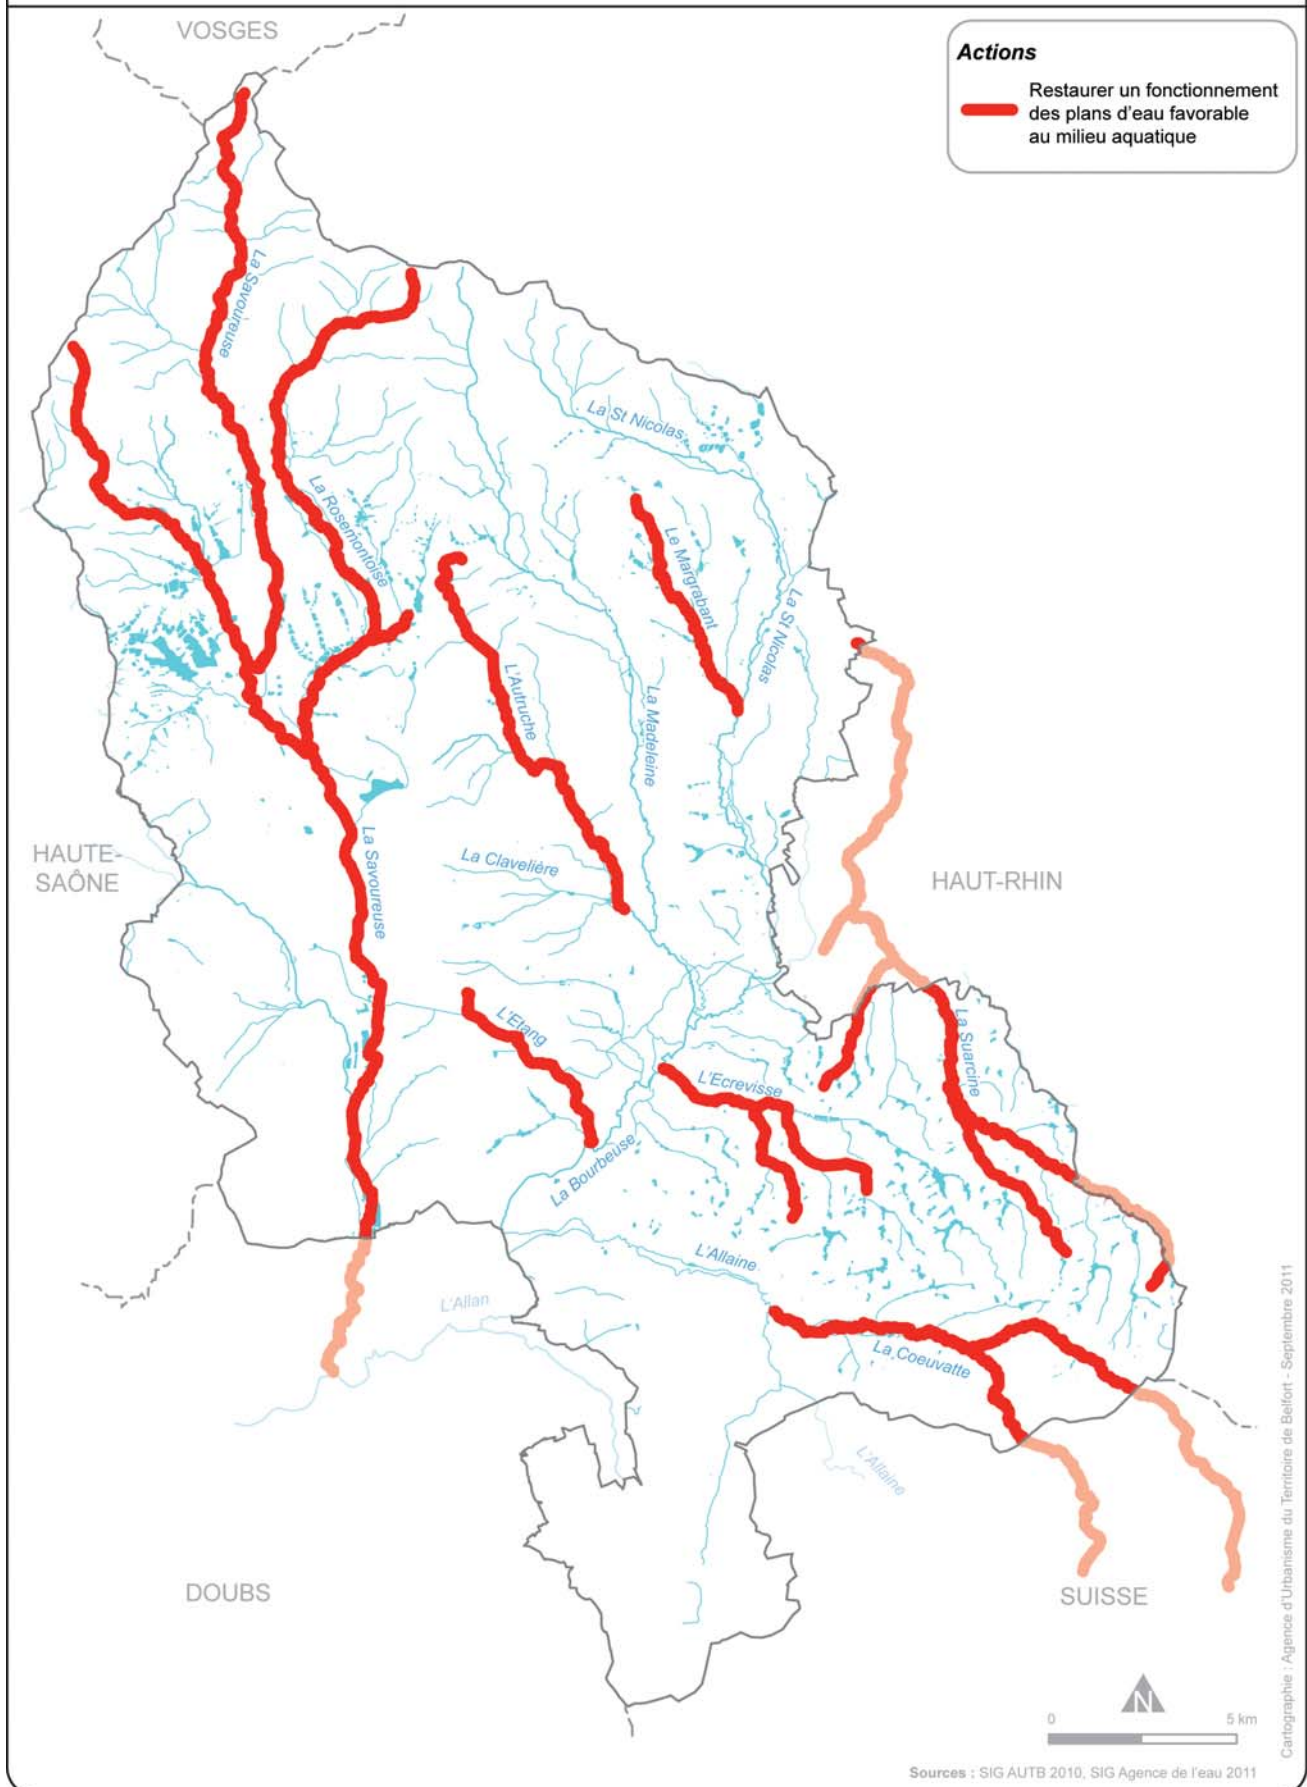 VOSGES
Actions
Restaurer un fonctionnement
des plans d'eau favorable
au milieu aquatique
La Savoureuse
La St Nicolas
La Rosemontoise
Le Margrabant
La St Nicolas
L'Autruche
La Madeleine
HAUTE-
SAÔNE
La Savoureuse
La Clavelière
HAUT-RHIN
L'Etang
La Suarcine
L'Ecrevisse
La Bourbeuse
L'Allaine
L'Allan
La Coeuvatte
L'Allaine
DOUBS
SUISSE
N
0 5 km
Cartographie : Agence d'Urbanisme du Territoire de Belfort - Septembre 2011
Sources : SIG AUTB 2010, SIG Agence de l'eau 2011